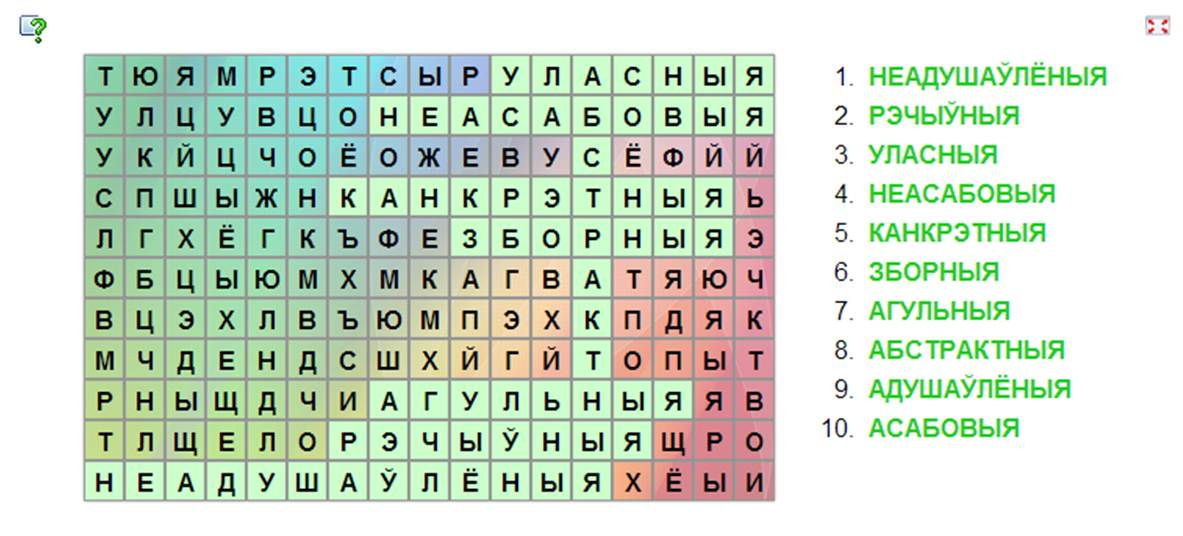 Т Ю Я М Р Э Т С Ы Р У Л А С Н Ы Я
У Л Ц У В Ц О Н Е А С А Б О В Ы Я
У К Й Ц Ч О Ё О Ж Е В У С Ё Ф Й Й
С П Ш Ы Ж Н К А Н К Р Э Т Н Ы Я Ь
Л Г Х Ё Г К Ъ Ф Е З Б О Р Н Ы Я Э
Ф Б Ц Ы Ю М Х М К А Г В А Т Я Ю Ч
В Ц Э Х Л В Ъ Ю М П Э Х К П Д Я К
М Ч Д Е Н Д С Ш Х Й Г Й Т О П Ы Т
Р Н Ы Щ Д Ч И А Г У Л Ь Н Ы Я Я В
Т Л Щ Е Л О Р Э Ч Ы Ў Н Ы Я Щ Р О
Н Е А Д У Ш А Ў Л Ё Н Ы Я Х Ё Ы И
1. НЕАДУШАЎЛЁНЫЯ
2. РЭЧЫЎНЫЯ
3. УЛАСНЫЯ
4. НЕАСАБОВЫЯ
5. КАНКРЭТНЫЯ
6. ЗБОРНЫЯ
7. АГУЛЬНЫЯ
8. АБСТРАКТНЫЯ
9. АДУШАЎЛЁНЫЯ
10. АСАБОВЫЯ